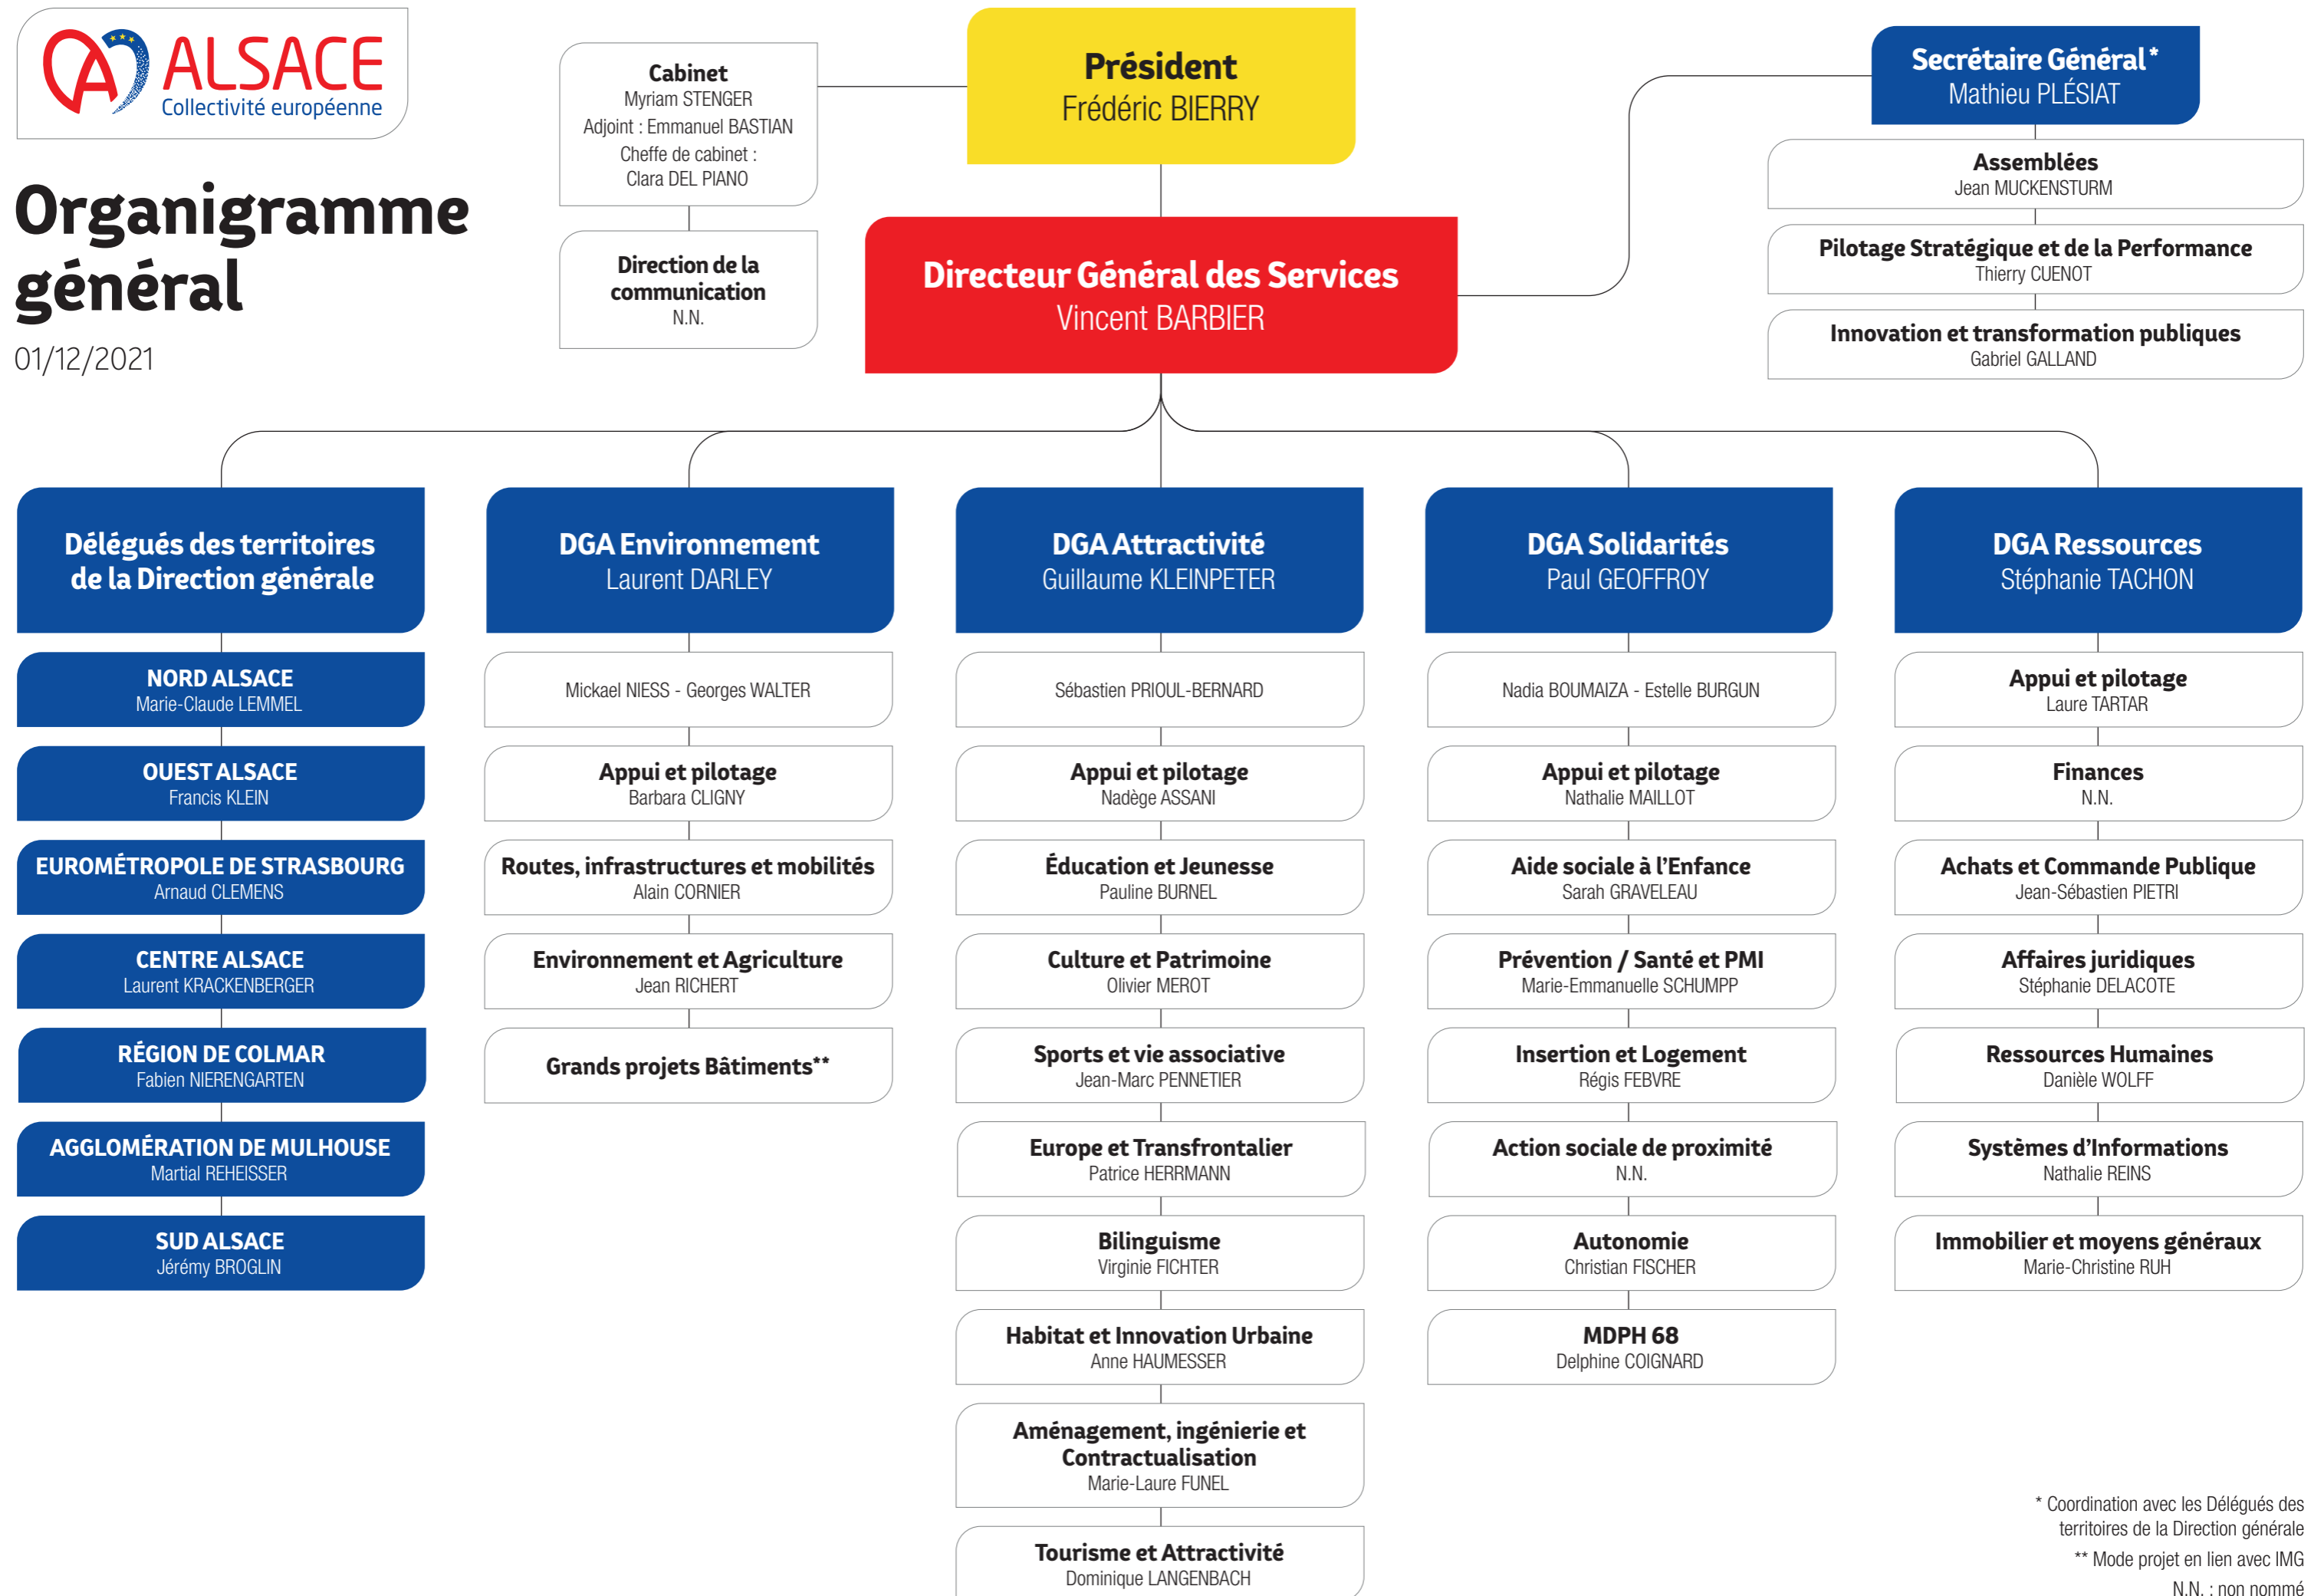 ALSACE
Collectivité européenne
Organigramme
général
01/12/2021
Cabinet
Myriam STENGER
Adjoint : Emmanuel BASTIAN
Cheffe de cabinet :
Clara DEL PIANO
Direction de la
communication
N.N.
Président
Frédéric BIERRY
Directeur Général des Services
Vincent BARBIER
Secrétaire Général *
Mathieu PLÉSIAT
Assemblées
Jean MUCKENSTURM
Pilotage Stratégique et de la Performance
Thierry CUENOT
Innovation et transformation publiques
Gabriel GALLAND
Délégués des territoires
de la Direction générale
NORD ALSACE
Marie-Claude LEMMEL
OUEST ALSACE
Francis KLEIN
EUROMÉTROPOLE DE STRASBOURG
Arnaud CLEMENS
CENTRE ALSACE
Laurent KRACKENBERGER
RÉGION DE COLMAR
Fabien NIERENGARTEN
AGGLOMÉRATION DE MULHOUSE
Martial REHEISSER
SUD ALSACE
Jérémy BROGLIN
DGA Environnement
Laurent DARLEY
Mickael NIESS - Georges WALTER
Appui et pilotage
Barbara CLIGNY
Routes, infrastructures et mobilités
Alain CORNIER
Environnement et Agriculture
Jean RICHERT
Grands projets Bâtiments**
DGA Attractivité
Guillaume KLEINPETER
Sébastien PRIOUL-BERNARD
Appui et pilotage
Nadège ASSANI
Éducation et Jeunesse
Pauline BURNEL
Culture et Patrimoine
Olivier MEROT
Sports et vie associative
Jean-Marc PENNETIER
Europe et Transfrontalier
Patrice HERRMANN
Bilinguisme
Virginie FICHTER
Habitat et Innovation Urbaine
Anne HAUMESSER
Aménagement, ingénierie et
Contractualisation
Marie-Laure FUNEL
Tourisme et Attractivité
Dominique LANGENBACH
DGA Solidarités
Paul GEOFFROY
Nadia BOUMAIZA - Estelle BURGUN
Appui et pilotage
Nathalie MAILLOT
Aide sociale à l'Enfance
Sarah GRAVELEAU
Prévention / Santé et PMI
Marie-Emmanuelle SCHUMPP
Insertion et Logement
Régis FEBVRE
Action sociale de proximité
N.N.
Autonomie
Christian FISCHER
MDPH 68
Delphine COIGNARD
DGA Ressources
Stéphanie TACHON
Appui et pilotage
Laure TARTAR
Finances
N.N.
Achats et Commande Publique
Jean-Sébastien PIETRI
Affaires juridiques
Stéphanie DELACOTE
Ressources Humaines
Danièle WOLFF
Systèmes d'Informations
Nathalie REINS
Immobilier et moyens généraux
Marie-Christine RUH
* Coordination avec les Délégués des
territoires de la Direction générale
** Mode projet en lien avec IMG
N.N. : non nommé